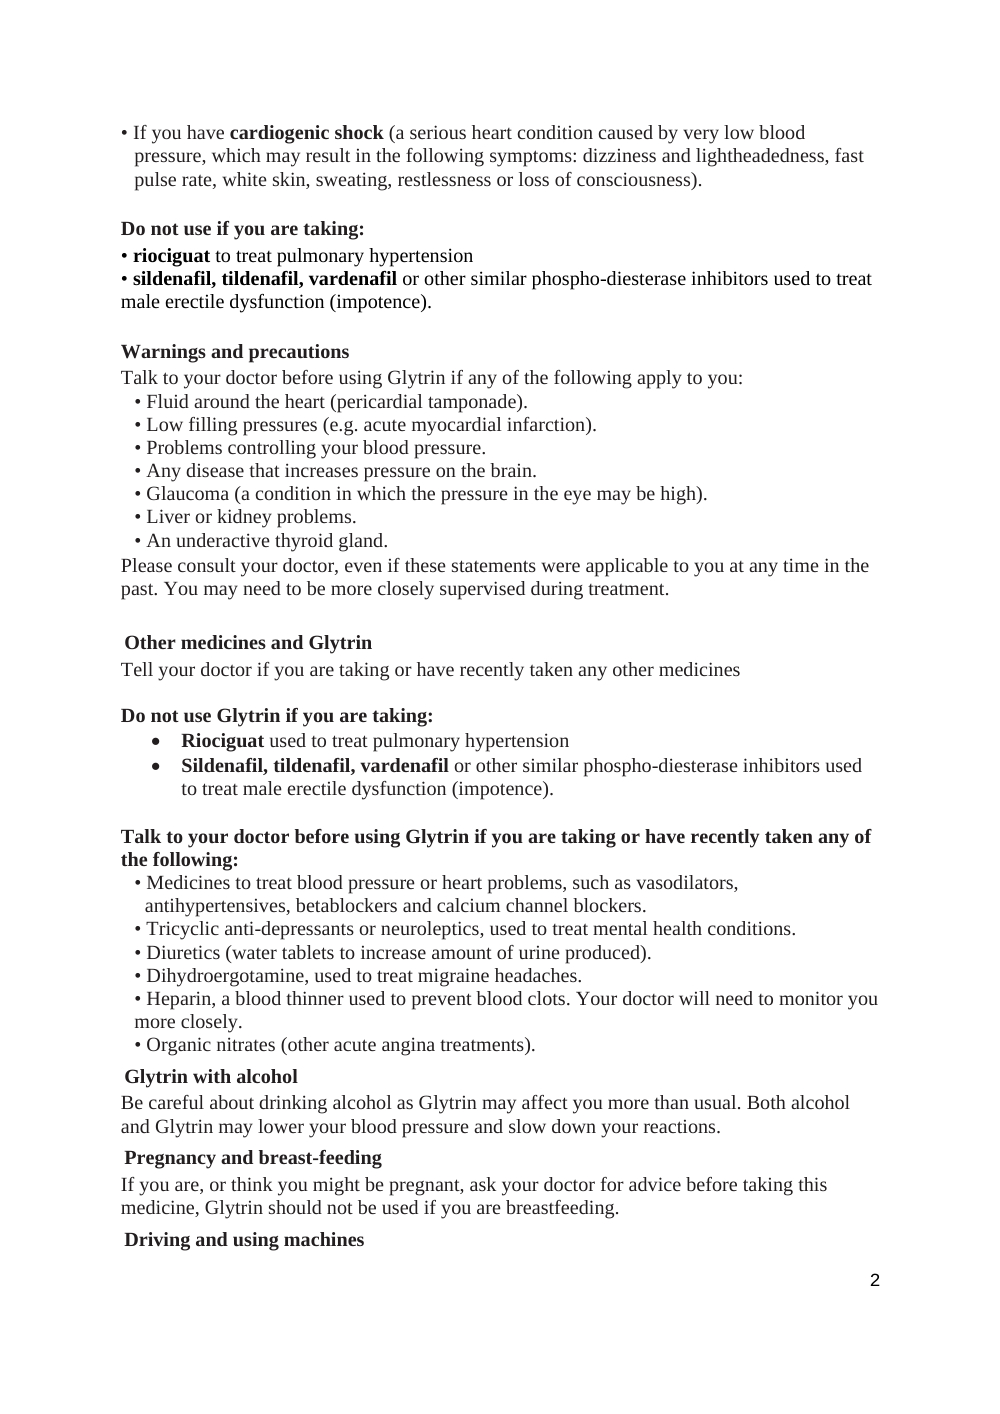 • If you have cardiogenic shock (a serious heart condition caused by very low blood
pressure, which may result in the following symptoms: dizziness and lightheadedness, fast
pulse rate, white skin, sweating, restlessness or loss of consciousness).
Do not use if you are taking:
• riociguat to treat pulmonary hypertension
• sildenafil, tildenafil, vardenafil or other similar phospho-diesterase inhibitors used to treat
male erectile dysfunction (impotence).
Warnings and precautions
Talk to your doctor before using Glytrin if any of the following apply to you:
• Fluid around the heart (pericardial tamponade).
• Low filling pressures (e.g. acute myocardial infarction).
• Problems controlling your blood pressure.
• Any disease that increases pressure on the brain.
• Glaucoma (a condition in which the pressure in the eye may be high).
• Liver or kidney problems.
• An underactive thyroid gland.
Please consult your doctor, even if these statements were applicable to you at any time in the
past. You may need to be more closely supervised during treatment.
Other medicines and Glytrin
Tell your doctor if you are taking or have recently taken any other medicines
Do not use Glytrin if you are taking:
• Riociguat used to treat pulmonary hypertension
• Sildenafil, tildenafil, vardenafil or other similar phospho-diesterase inhibitors used
to treat male erectile dysfunction (impotence).
Talk to your doctor before using Glytrin if you are taking or have recently taken any of
the following:
• Medicines to treat blood pressure or heart problems, such as vasodilators,
antihypertensives, betablockers and calcium channel blockers.
• Tricyclic anti-depressants or neuroleptics, used to treat mental health conditions.
• Diuretics (water tablets to increase amount of urine produced).
• Dihydroergotamine, used to treat migraine headaches.
• Heparin, a blood thinner used to prevent blood clots. Your doctor will need to monitor you
more closely.
• Organic nitrates (other acute angina treatments).
Glytrin with alcohol
Be careful about drinking alcohol as Glytrin may affect you more than usual. Both alcohol
and Glytrin may lower your blood pressure and slow down your reactions.
Pregnancy and breast-feeding
If you are, or think you might be pregnant, ask your doctor for advice before taking this
medicine, Glytrin should not be used if you are breastfeeding.
Driving and using machines
2